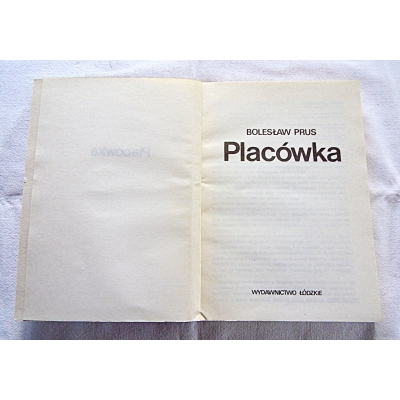 BOLESŁAW PRUS
Placówka
WYDAWNICTWO ŁÓDZKIE